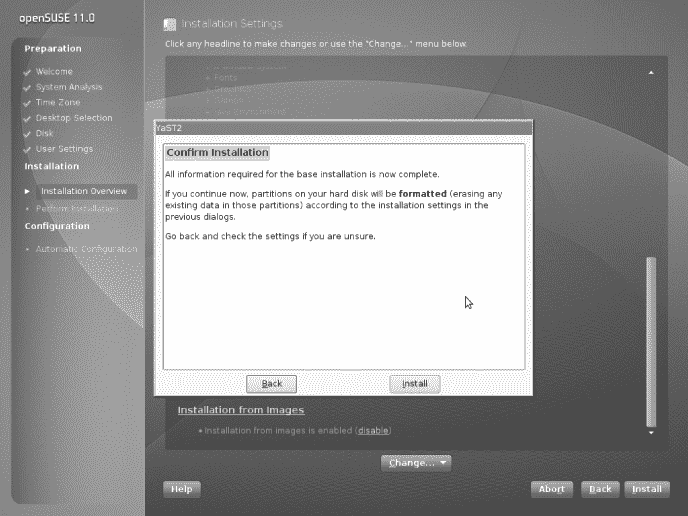 openSUSE 11.0
Preparation
Welcome
System Analysis
Time Zone
Desktop Selection
Disk
User Settings
Installation
Installation Overview
Perform Installation
Configuration
Automatic Configuration
Installation Settings
Click any headline to make changes or use the "Change..." menu below.
Fonts
YaST2
Confirm Installation
All information required for the base installation is now complete.
If you continue now, partitions on your hard disk will be formatted (erasing any
existing data in those partitions) according to the installation settings in the
previous dialogs.
Go back and check the settings if you are unsure.
Back Install
Installation from Images
• Installation from images is enabled (disable)
Change...
Help Abort Back Install